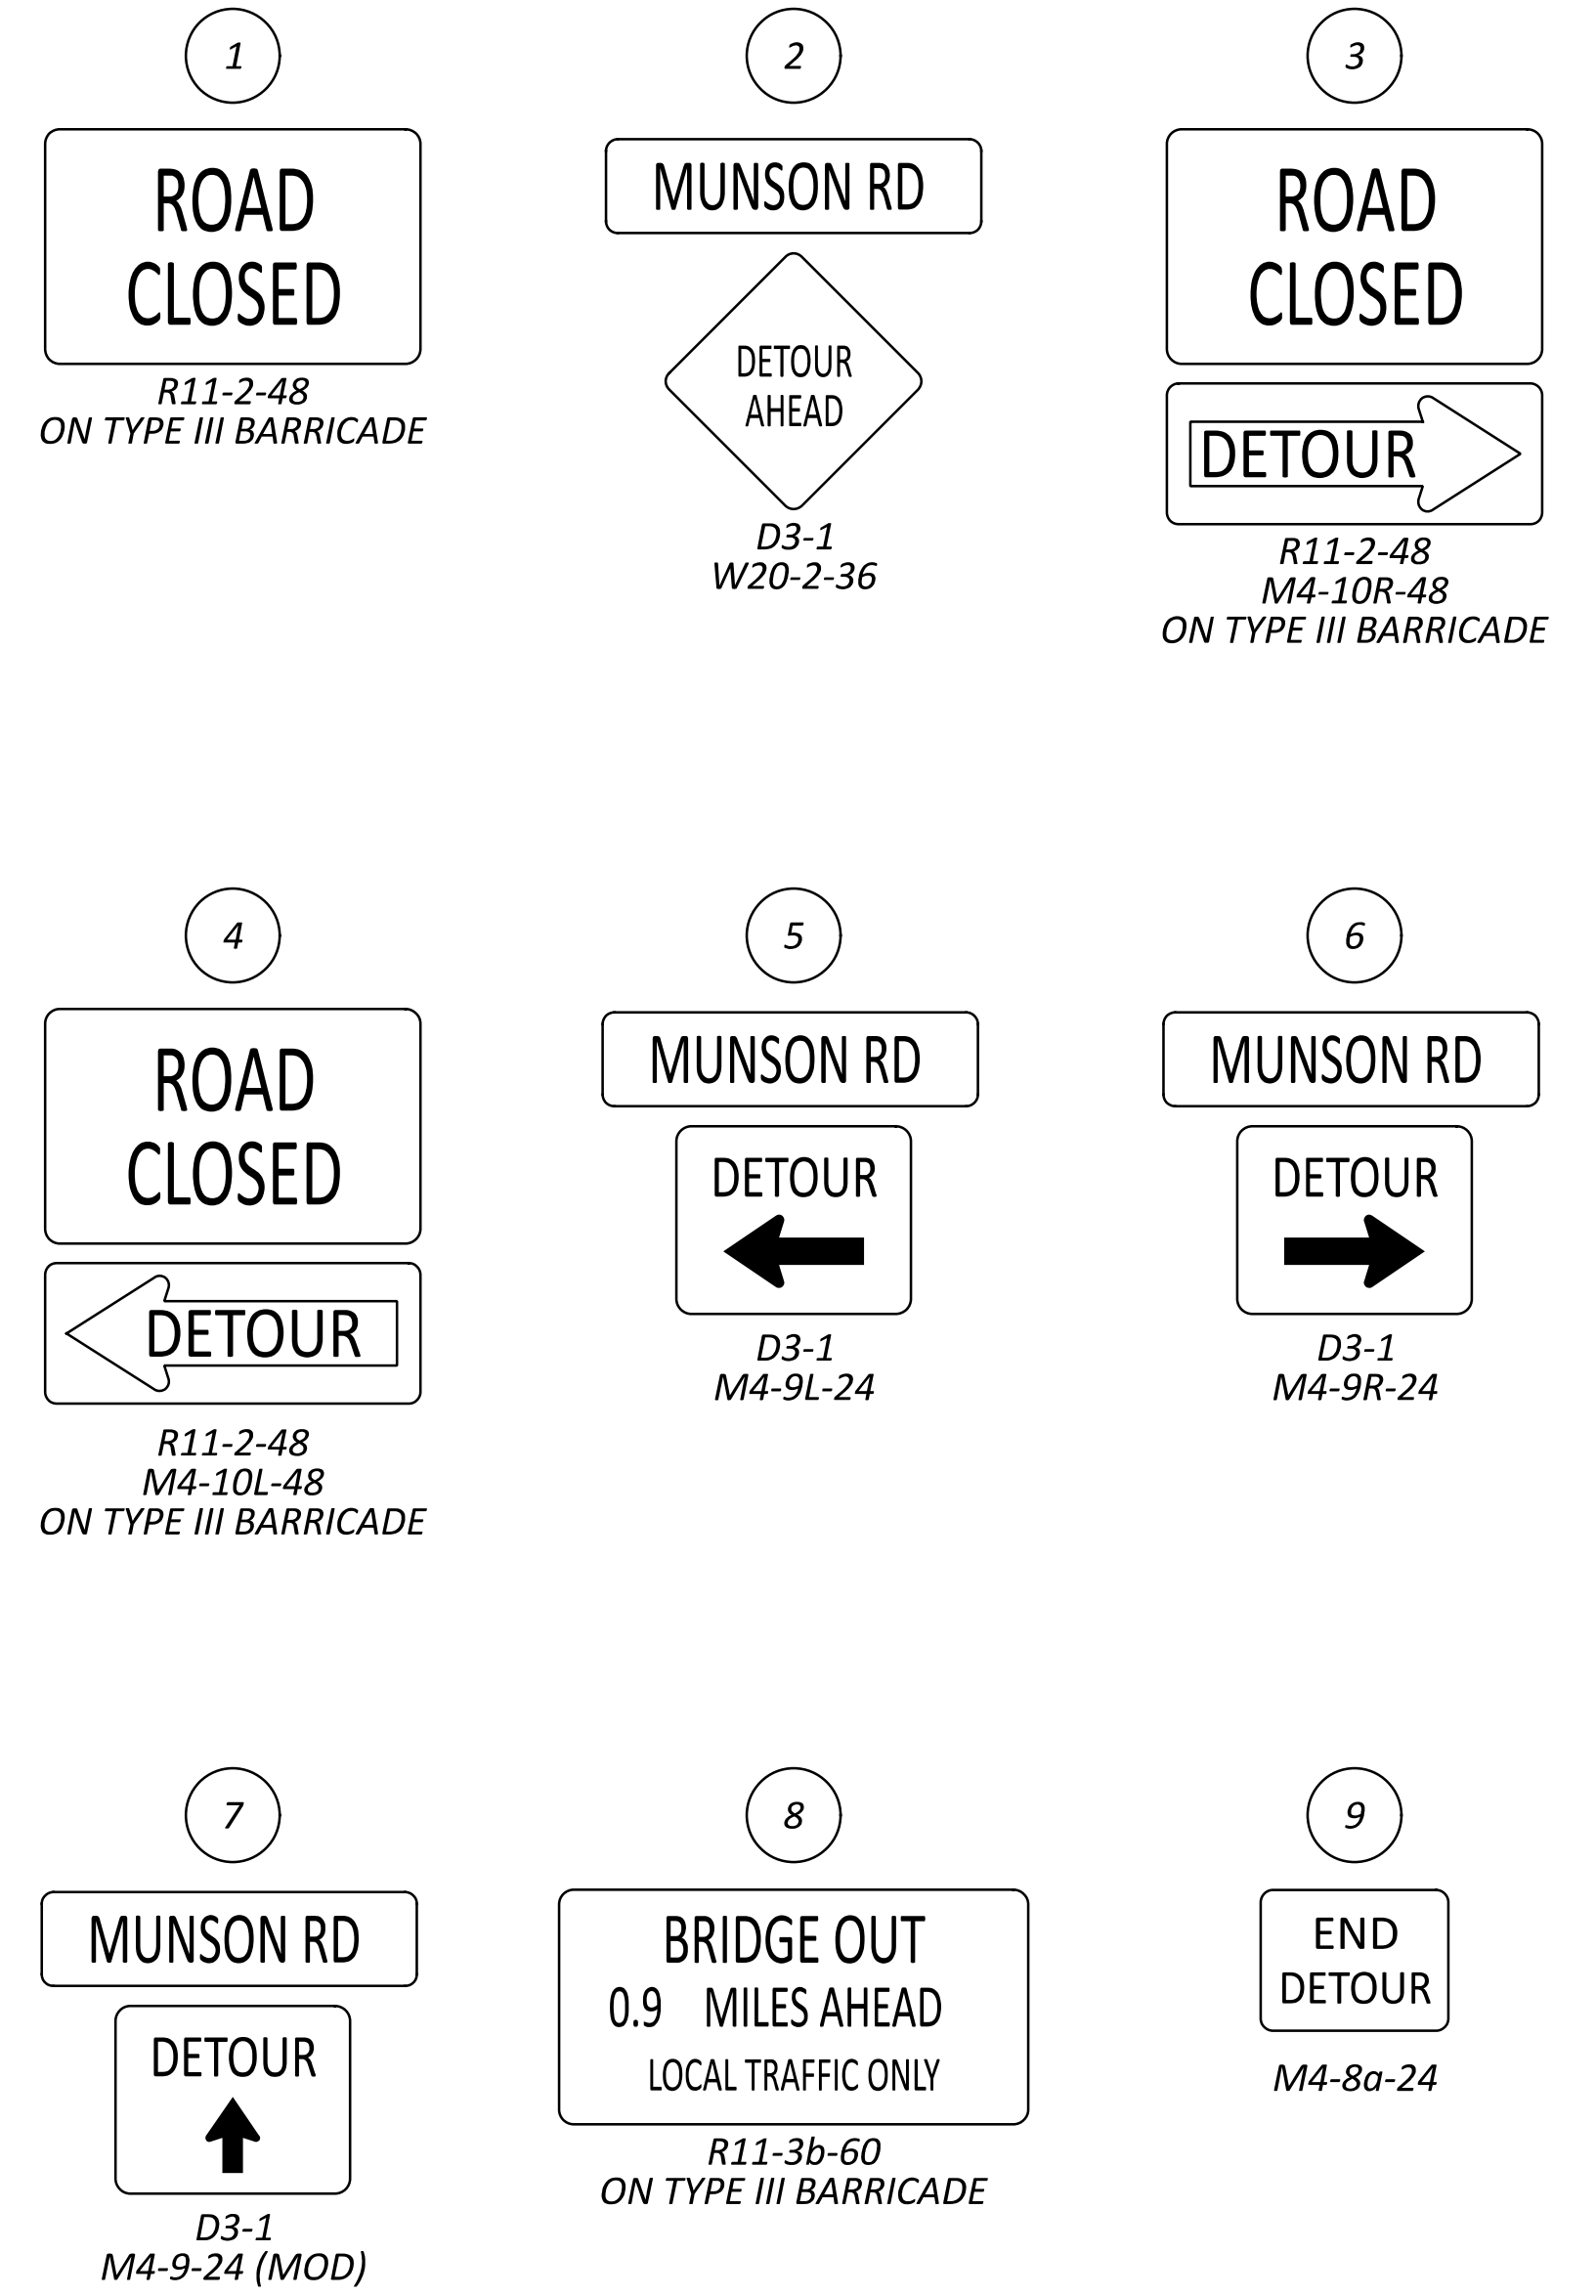 1
ROAD
CLOSED
R11-2-48
ON TYPE III BARRICADE
2
MUNSON RD
DETOUR
AHEAD
D3-1
W20-2-36
3
ROAD
CLOSED
DETOUR
R11-2-48
M4-10R-48
ON TYPE III BARRICADE
4
ROAD
CLOSED
DETOUR
R11-2-48
M4-10L-48
ON TYPE III BARRICADE
5
MUNSON RD
DETOUR
D3-1
M4-9L-24
6
MUNSON RD
DETOUR
D3-1
M4-9R-24
7
MUNSON RD
DETOUR
D3-1
M4-9-24 (MOD)
8
BRIDGE OUT
0.9 MILES AHEAD
LOCAL TRAFFIC ONLY
R11-3b-60
ON TYPE III BARRICADE
9
END
DETOUR
M4-8a-24